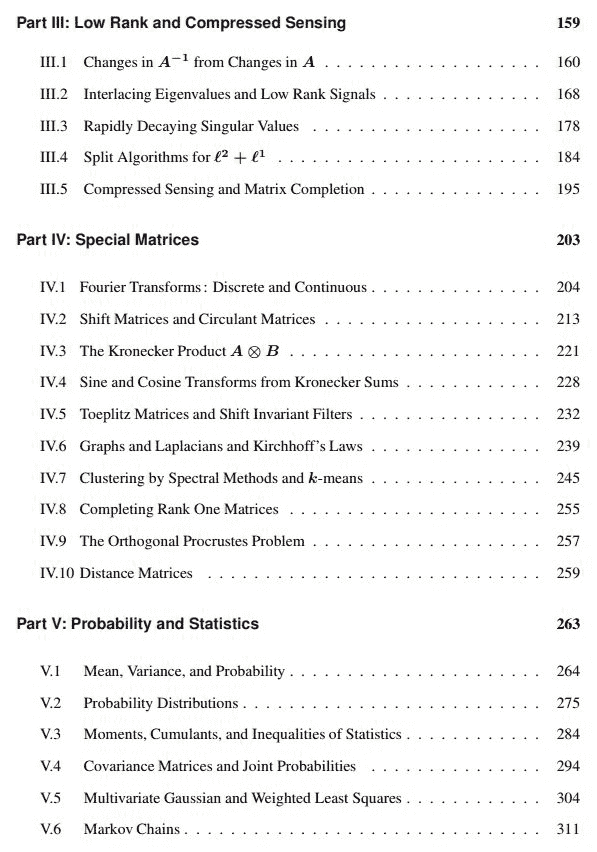 Part III: Low Rank and Compressed Sensing 159
III.1 Changes in A⁻¹ from Changes in A . . . . . . . . . . . . . . . . . . . 160
III.2 Interlacing Eigenvalues and Low Rank Signals . . . . . . . . . . . . . . 168
III.3 Rapidly Decaying Singular Values . . . . . . . . . . . . . . . . . . . . 178
III.4 Split Algorithms for ℓ² + ℓ¹ . . . . . . . . . . . . . . . . . . . . . . . 184
III.5 Compressed Sensing and Matrix Completion . . . . . . . . . . . . . . . 195
Part IV: Special Matrices 203
IV.1 Fourier Transforms : Discrete and Continuous . . . . . . . . . . . . . . . 204
IV.2 Shift Matrices and Circulant Matrices . . . . . . . . . . . . . . . . . . . 213
IV.3 The Kronecker Product A ⊗ B . . . . . . . . . . . . . . . . . . . . . . 221
IV.4 Sine and Cosine Transforms from Kronecker Sums . . . . . . . . . . . . 228
IV.5 Toeplitz Matrices and Shift Invariant Filters . . . . . . . . . . . . . . . . 232
IV.6 Graphs and Laplacians and Kirchhoff's Laws . . . . . . . . . . . . . . . 239
IV.7 Clustering by Spectral Methods and k-means . . . . . . . . . . . . . . . 245
IV.8 Completing Rank One Matrices . . . . . . . . . . . . . . . . . . . . . . 255
IV.9 The Orthogonal Procrustes Problem . . . . . . . . . . . . . . . . . . . . 257
IV.10 Distance Matrices . . . . . . . . . . . . . . . . . . . . . . . . . . . . . 259
Part V: Probability and Statistics 263
V.1 Mean, Variance, and Probability . . . . . . . . . . . . . . . . . . . . . . 264
V.2 Probability Distributions . . . . . . . . . . . . . . . . . . . . . . . . . . 275
V.3 Moments, Cumulants, and Inequalities of Statistics . . . . . . . . . . . . 284
V.4 Covariance Matrices and Joint Probabilities . . . . . . . . . . . . . . . 294
V.5 Multivariate Gaussian and Weighted Least Squares . . . . . . . . . . . . 304
V.6 Markov Chains . . . . . . . . . . . . . . . . . . . . . . . . . . . . . . . 311